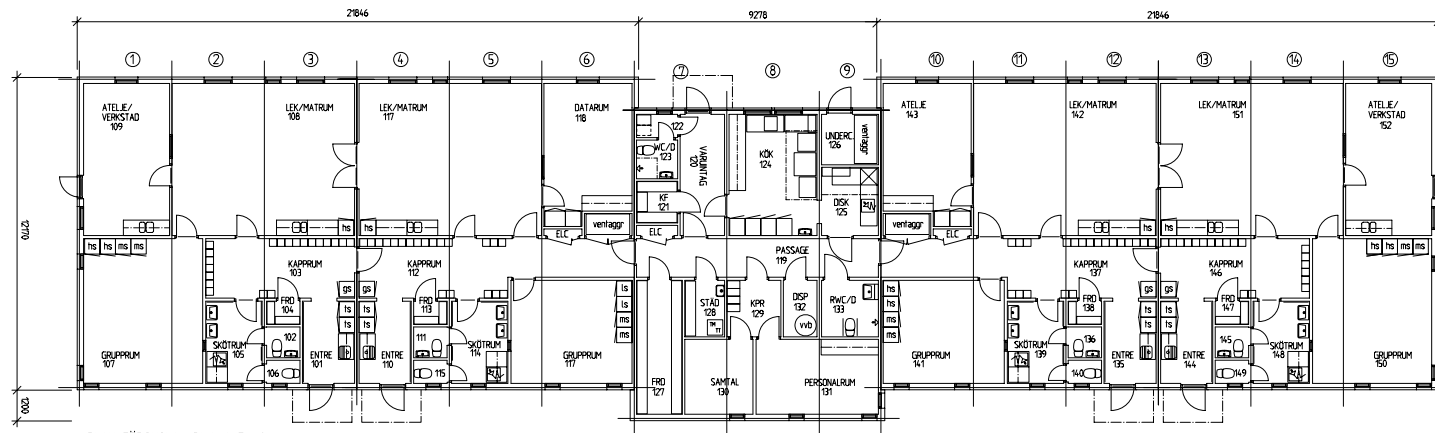 21846 9278 21846
1 2 3 4 5 6 7 8 9 10 11 12 13 14 15
12170
1200
ATELJE/
VERKSTAD
109
LEK/MATRUM
108
LEK/MATRUM
117
DATARUM
118
122
WC/D
123
VARUINTAG
120
KÖK
124
UNDERC.
126
ventaggr
ATELJE
143
LEK/MATRUM
142
LEK/MATRUM
151
ATELJE/
VERKSTAD
152
KF
121
DISK
125
hs
hs
ELC
ventaggr
ELC
ventaggr
ELC
hs
hs
hs hs ms ms
KAPPRUM
103
KAPPRUM
112
PASSAGE
119
KAPPRUM
137
KAPPRUM
146
hs hs ms ms
gs
ts
ts
gs
ts
ts
FRD
104
FRD
113
ls
ls
ms
ms
STÄD
128
TM
TT
KPR
129
DISP
132
vvb
RWC/D
133
hs
hs
ms
ms
FRD
138
gs
ts
ts
gs
ts
ts
FRD
147
GRUPPRUM
107
SKÖTRUM
105
102
106
ENTRE
101
ENTRE
110
111
115
SKÖTRUM
114
GRUPPRUM
117
FRD
127
SAMTAL
130
PERSONALRUM
131
GRUPPRUM
141
SKÖTRUM
139
136
140
ENTRE
135
ENTRE
144
145
149
SKÖTRUM
148
GRUPPRUM
150